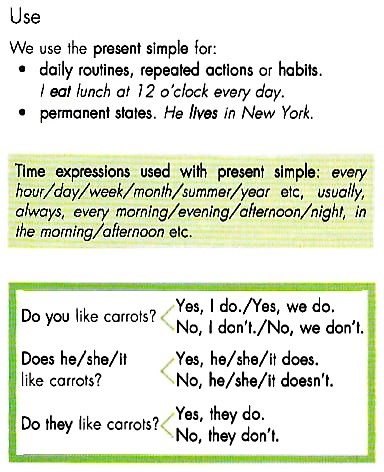 Use
We use the present simple for:
• daily routines, repeated actions or habits.
I eat lunch at 12 o'clock every day.
• permanent states. He lives in New York.
Time expressions used with present simple: every
hour/day/week/month/summer/year etc, usually,
always, every morning/evening/afternoon/night, in
the morning/afternoon etc.
Do you like carrots?
Yes, I do./Yes, we do.
No, I don't./No, we don't.
Does he/she/it
like carrots?
Yes, he/she/it does.
No, he/she/it doesn't.
Do they like carrots?
Yes, they do.
No, they don't.